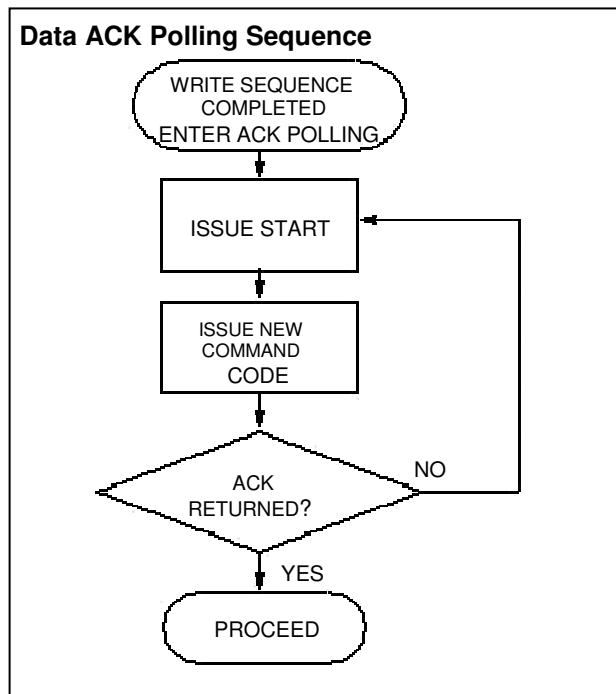 Data ACK Polling Sequence
WRITE SEQUENCE
COMPLETED
ENTER ACK POLLING
ISSUE START
ISSUE NEW
COMMAND
CODE
ACK
RETURNED?
NO
YES
PROCEED